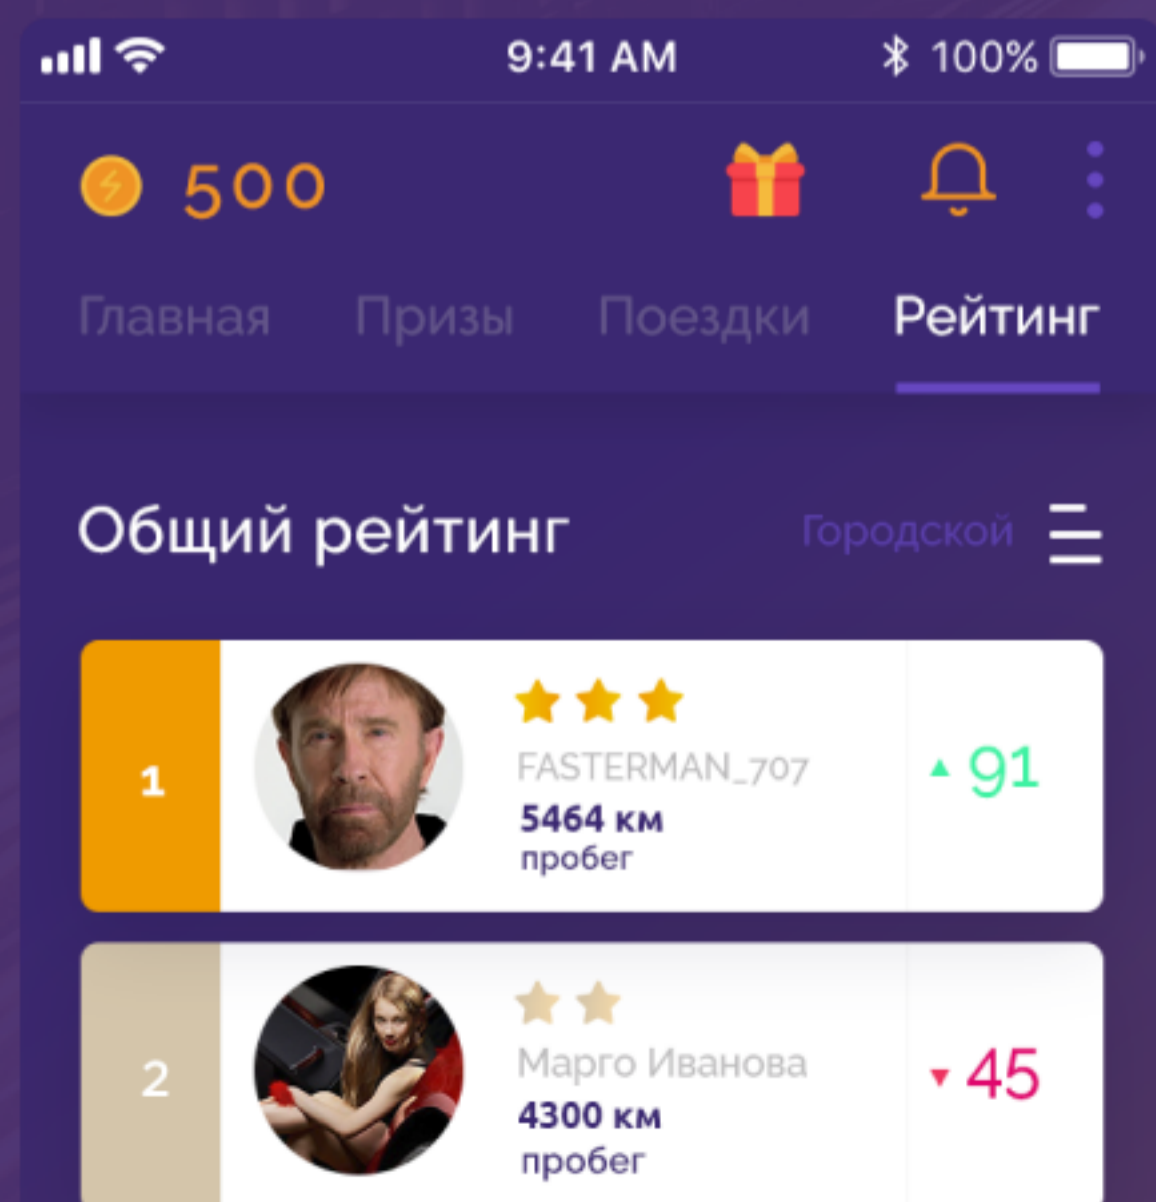 9:41 AM
100%
500
Главная Призы Поездки Рейтинг
Общий рейтинг
Городской
1
FASTERMAN_707
5464 км
пробег
91
2
Марго Иванова
4300 км
пробег
45